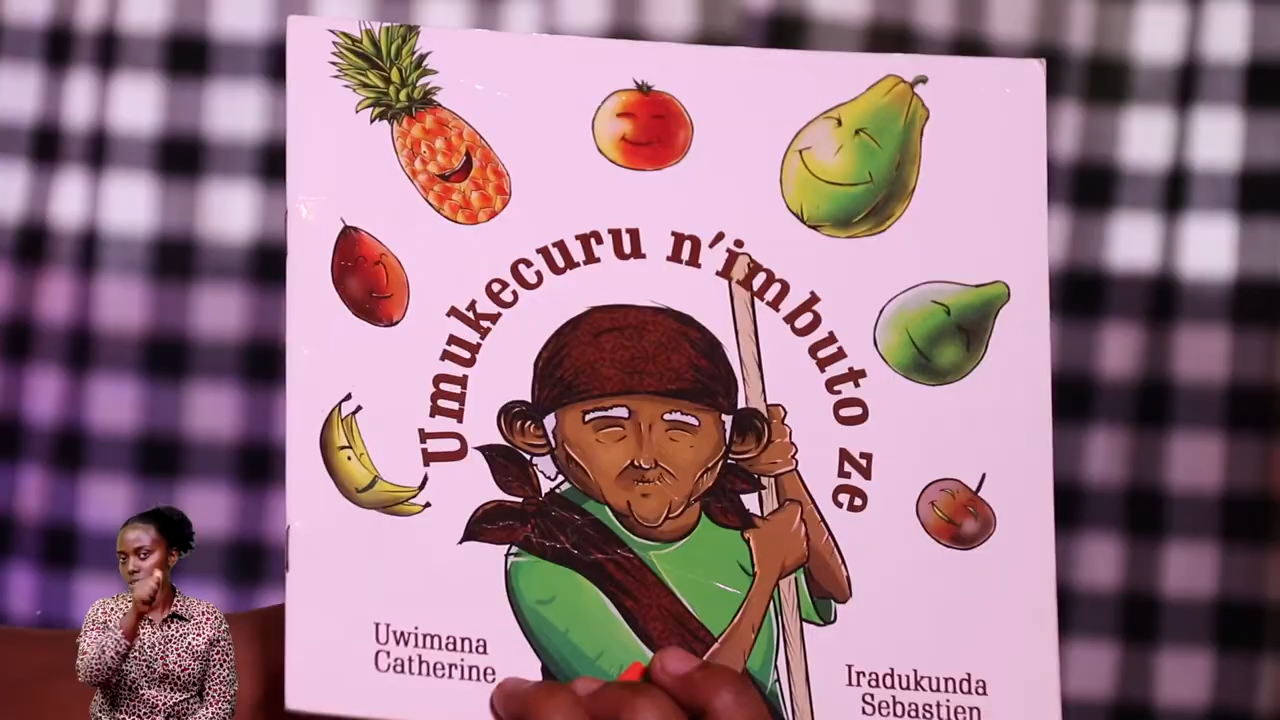 Umukecuru n'imbuto ze
Uwimana
Catherine
Iradukunda
Sebastien